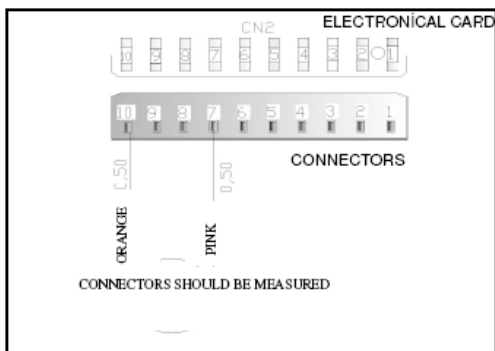 ELECTRONİCAL CARD
CN2
10 9 8 7 6 5 4 3 2 1
10 9 8 7 6 5 4 3 2 1
CONNECTORS
0,50
0,50
ORANGE
PINK
CONNECTORS SHOULD BE MEASURED